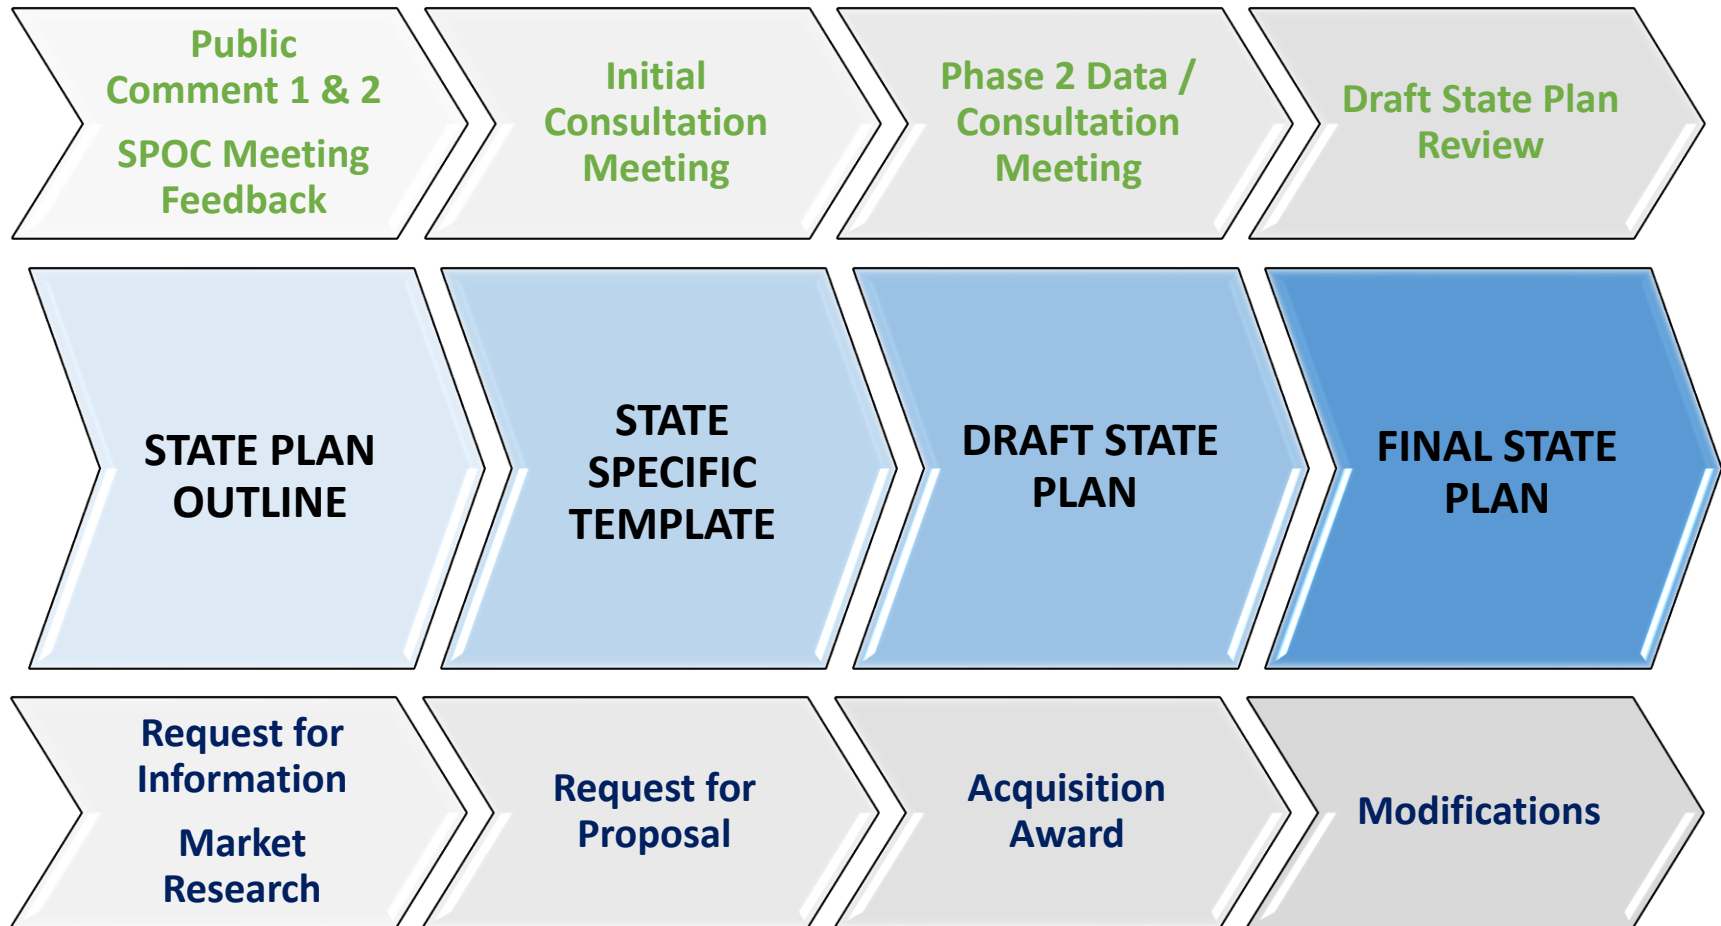 Public
Comment 1 & 2
SPOC Meeting
Feedback
Initial
Consultation
Meeting
Phase 2 Data /
Consultation
Meeting
Draft State Plan
Review
STATE PLAN
OUTLINE
STATE
SPECIFIC
TEMPLATE
DRAFT STATE
PLAN
FINAL STATE
PLAN
Request for
Information
Market
Research
Request for
Proposal
Acquisition
Award
Modifications